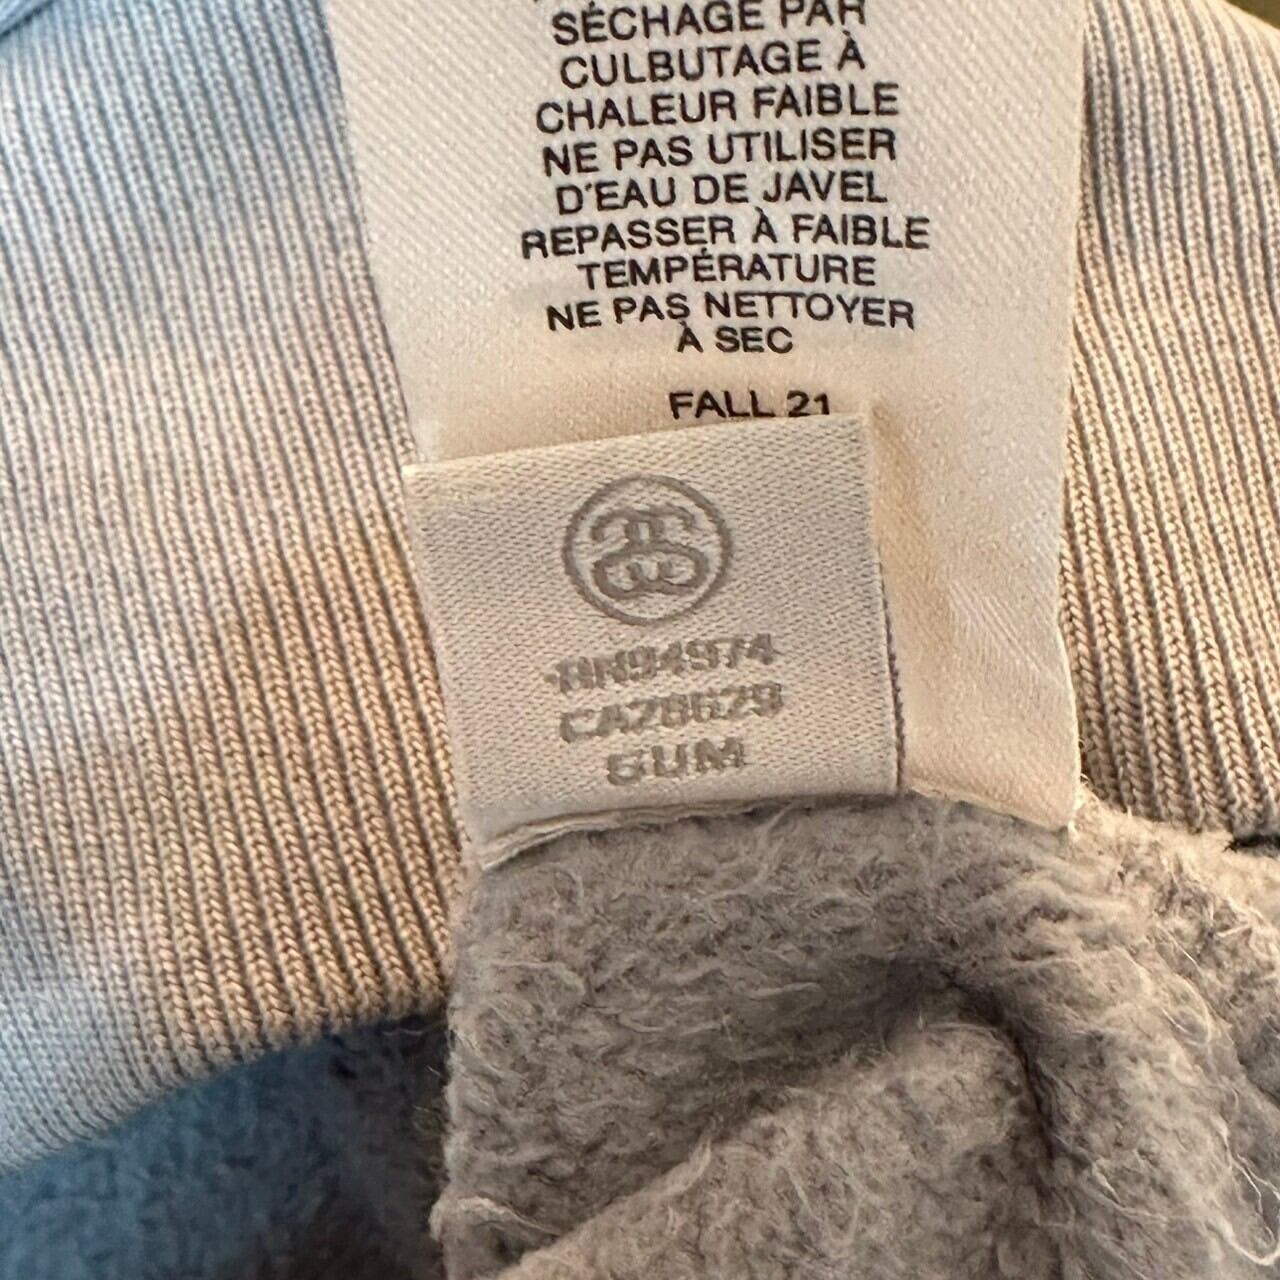 SÉCHAGE PAR
CULBUTAGE À
CHALEUR FAIBLE
NE PAS UTILISER
D'EAU DE JAVEL
REPASSER À FAIBLE
TEMPÉRATURE
NE PAS NETTOYER
À SEC
FALL 21
RN94974
CA28629